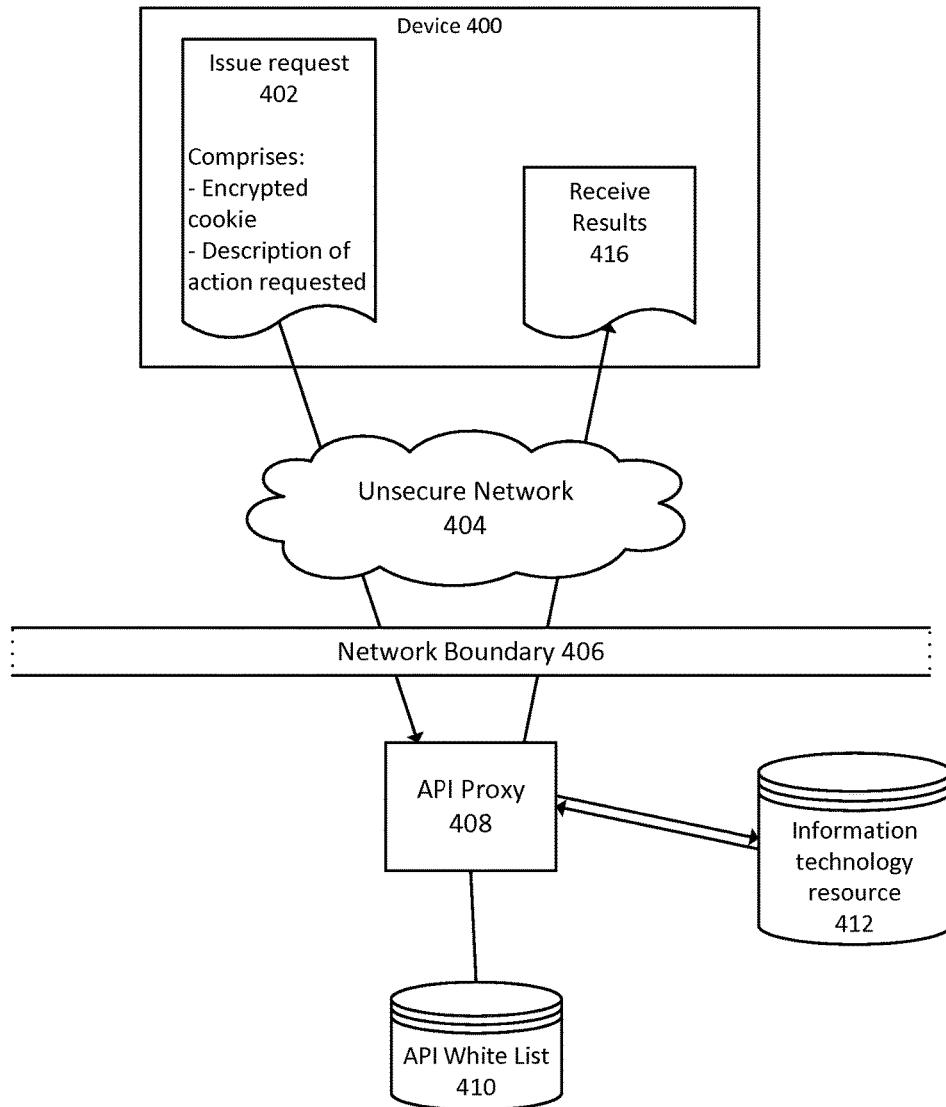 Device 400
Issue request
402
Comprises:
- Encrypted
cookie
- Description of
action requested
Receive
Results
416
Unsecure Network
404
Network Boundary 406
API Proxy
408
Information
technology
resource
412
API White List
410